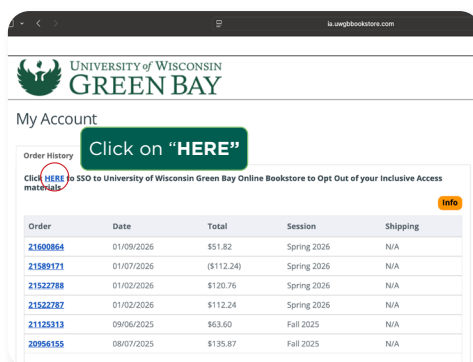 ia.uwgbbookstore.com
UNIVERSITY of WISCONSIN
GREEN BAY
My Account
Click on “HERE”
Order History
Click HERE to SSO to University of Wisconsin Green Bay Online Bookstore to Opt Out of your Inclusive Access
materials
Info
Order Date Total Session Shipping
21600864 01/09/2026 $51.82 Spring 2026 N/A
21589171 01/07/2026 ($112.24) Spring 2026 N/A
21522788 01/02/2026 $120.76 Spring 2026 N/A
21522787 01/02/2026 $112.24 Spring 2026 N/A
21125313 09/06/2025 $63.60 Fall 2025 N/A
20956155 08/07/2025 $135.87 Fall 2025 N/A